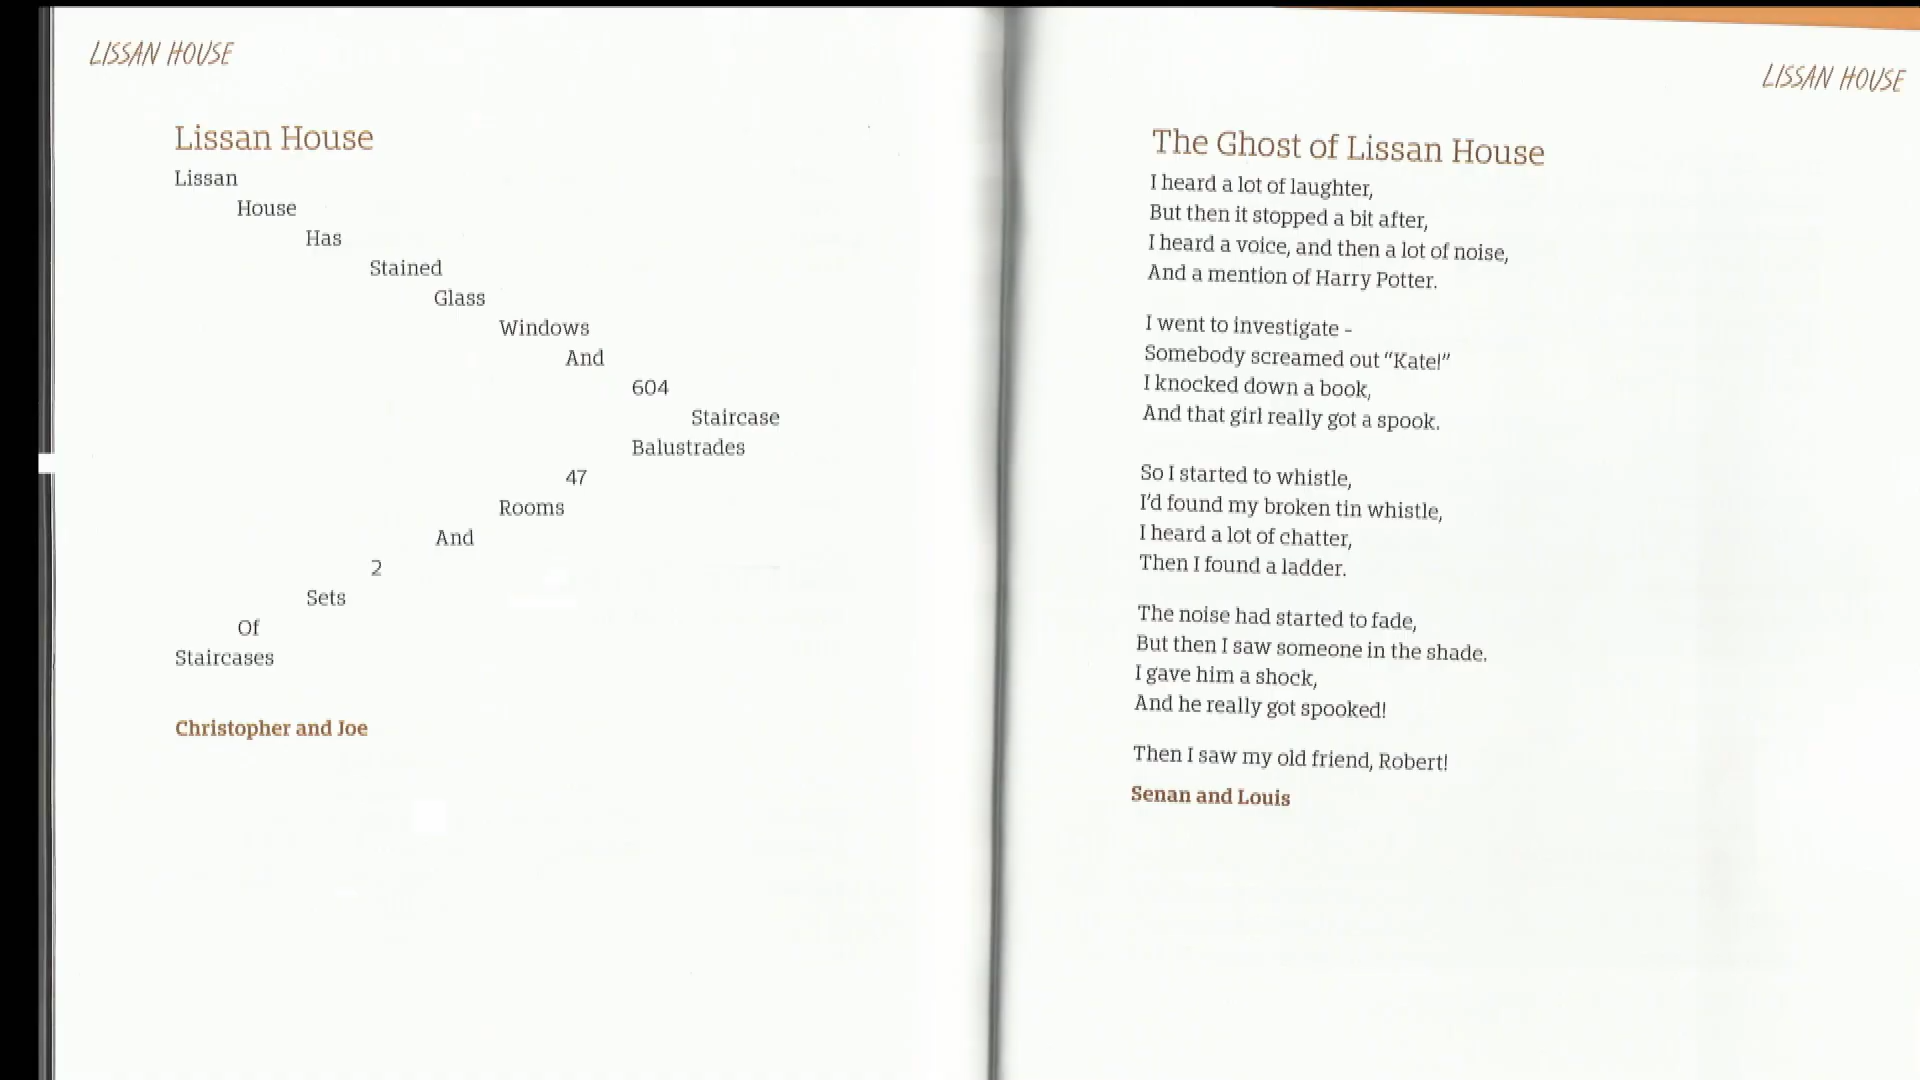 LISSAN HOUSE
Lissan House
Lissan
House
Has
Stained
Glass
Windows
And
604
Staircase
Balustrades
47
Rooms
And
2
Sets
Of
Staircases
Christopher and Joe
LISSAN HOUSE
The Ghost of Lissan House
I heard a lot of laughter,
But then it stopped a bit after,
I heard a voice, and then a lot of noise,
And a mention of Harry Potter.
I went to investigate -
Somebody screamed out “Kate!”
I knocked down a book,
And that girl really got a spook.
So I started to whistle,
I’d found my broken tin whistle,
I heard a lot of chatter,
Then I found a ladder.
The noise had started to fade,
But then I saw someone in the shade.
I gave him a shock,
And he really got spooked!
Then I saw my old friend, Robert!
Senan and Louis